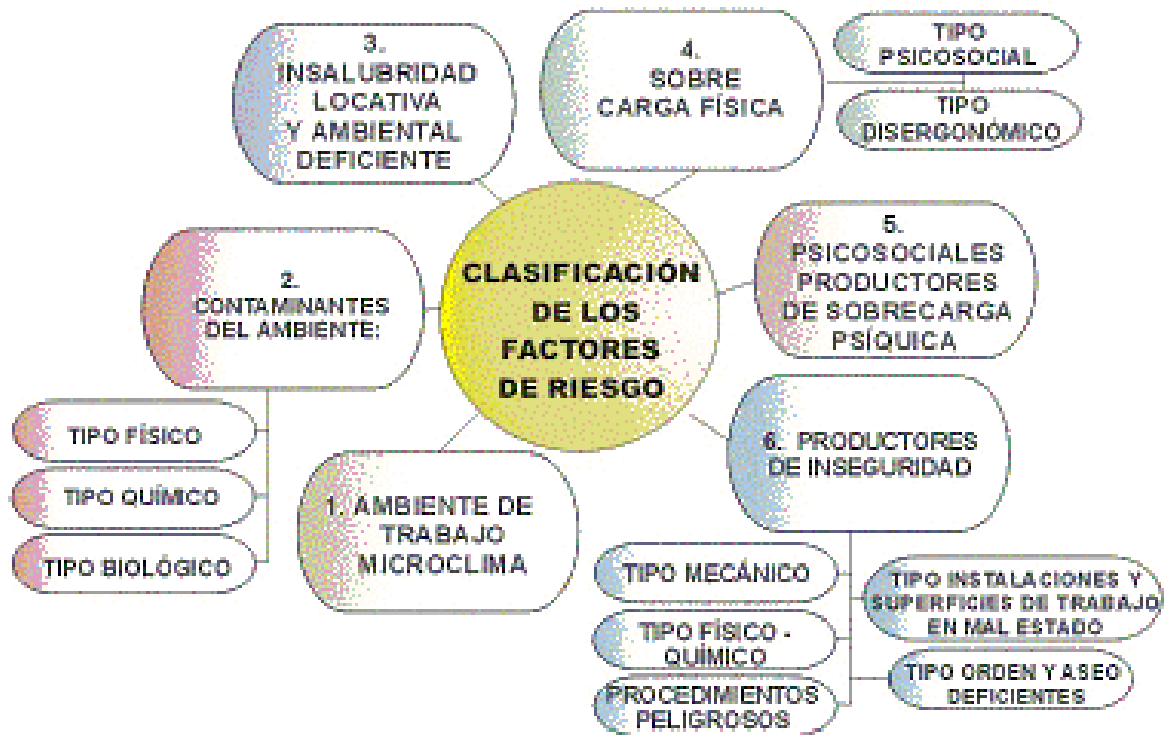 CLASIFICACIÓN
DE LOS
FACTORES
DE RIESGO
1. AMBIENTE DE
TRABAJO
MICROCLIMA
2.
CONTAMINANTES
DEL AMBIENTE:
TIPO FÍSICO
TIPO QUÍMICO
TIPO BIOLÓGICO
3.
INSALUBRIDAD
LOCATIVA
Y AMBIENTAL
DEFICIENTE
4.
SOBRE
CARGA FÍSICA
TIPO
PSICOSOCIAL
TIPO
DISERGONÓMICO
5.
PSICOSOCIALES
PRODUCTORES
DE SOBRECARGA
PSÍQUICA
6. PRODUCTORES
DE INSEGURIDAD
TIPO MECÁNICO
TIPO FÍSICO -
QUÍMICO
PROCEDIMIENTOS
PELIGROSOS
TIPO INSTALACIONES Y
SUPERFICIES DE TRABAJO
EN MAL ESTADO
TIPO ORDEN Y ASEO
DEFICIENTES